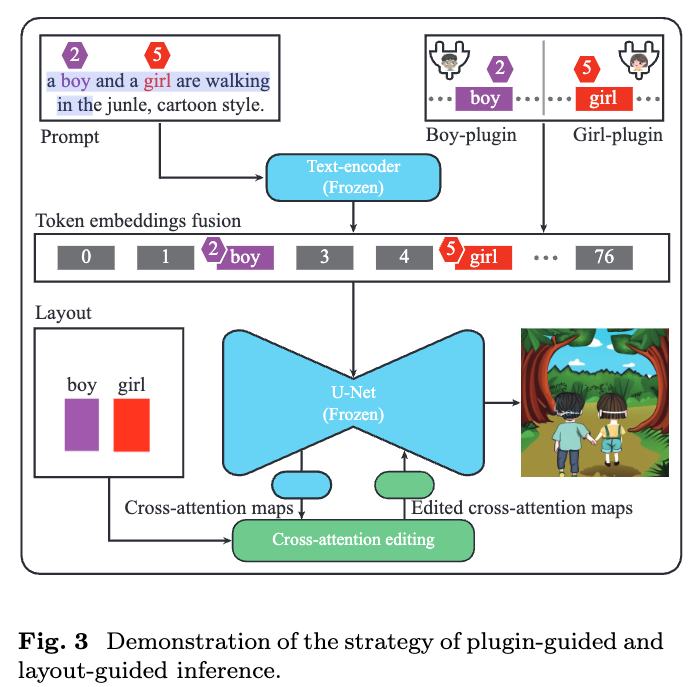 2 5
a boy and a girl are walking
in the junle, cartoon style.
Prompt
2 5
boy girl
Boy-plugin Girl-plugin
Text-encoder
(Frozen)
Token embeddings fusion
0 1 2 boy 3 4 5 girl ... 76
Layout
boy girl
U-Net
(Frozen)
Cross-attention maps Edited cross-attention maps
Cross-attention editing
Fig. 3 Demonstration of the strategy of plugin-guided and
layout-guided inference.